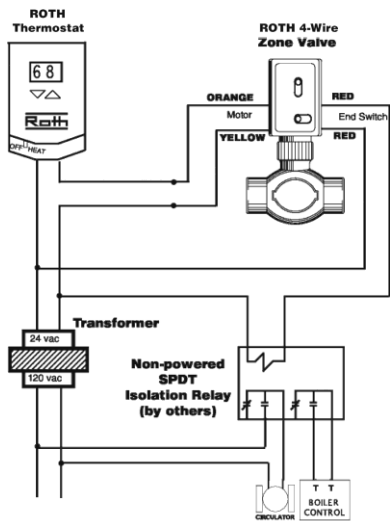 ROTH
Thermostat
ROTH 4-Wire
Zone Valve
68
Roth
OFF HEAT
ORANGE
RED
Motor
End Switch
YELLOW
RED
Transformer
24 vac
120 vac
Non-powered
SPDT
Isolation Relay
(by others)
T T
BOILER
CONTROL
CIRCULATOR